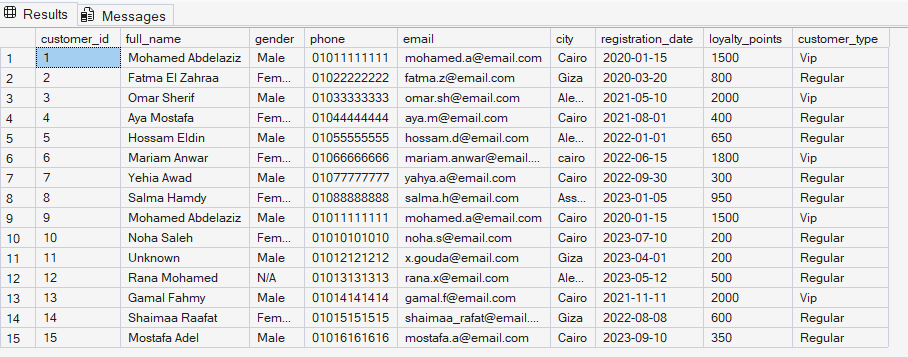 Results Messages
customer_id full_name gender phone email city registration_date loyalty_points customer_type
1 1 Mohamed Abdelaziz Male 01011111111 mohamed.a@email.com Cairo 2020-01-15 1500 Vip
2 2 Fatma El Zahraa Fem... 01022222222 fatma.z@email.com Giza 2020-03-20 800 Regular
3 3 Omar Sherif Male 01033333333 omar.sh@email.com Ale... 2021-05-10 2000 Vip
4 4 Aya Mostafa Fem... 01044444444 aya.m@email.com Cairo 2021-08-01 400 Regular
5 5 Hossam Eldin Male 01055555555 hossam.d@email.com Ale... 2022-01-01 650 Regular
6 6 Mariam Anwar Fem... 01066666666 mariam.anwar@email.... cairo 2022-06-15 1800 Vip
7 7 Yehia Awad Male 01077777777 yahya.a@email.com Cairo 2022-09-30 300 Regular
8 8 Salma Hamdy Fem... 01088888888 salma.h@email.com Ass... 2023-01-05 950 Regular
9 9 Mohamed Abdelaziz Male 01011111111 mohamed.a@email.com Cairo 2020-01-15 1500 Vip
10 10 Noha Saleh Fem... 01010101010 noha.s@email.com Cairo 2023-07-10 200 Regular
11 11 Unknown Male 01012121212 x.gouda@email.com Giza 2023-04-01 200 Regular
12 12 Rana Mohamed N/A 01013131313 rana.x@email.com Ale... 2023-05-12 500 Regular
13 13 Gamal Fahmy Male 01014141414 gamal.f@email.com Cairo 2021-11-11 2000 Vip
14 14 Shaimaa Raafat Fem... 01015151515 shaimaa_rafat@email.... Giza 2022-08-08 600 Regular
15 15 Mostafa Adel Male 01016161616 mostafa.a@email.com Cairo 2023-09-10 350 Regular